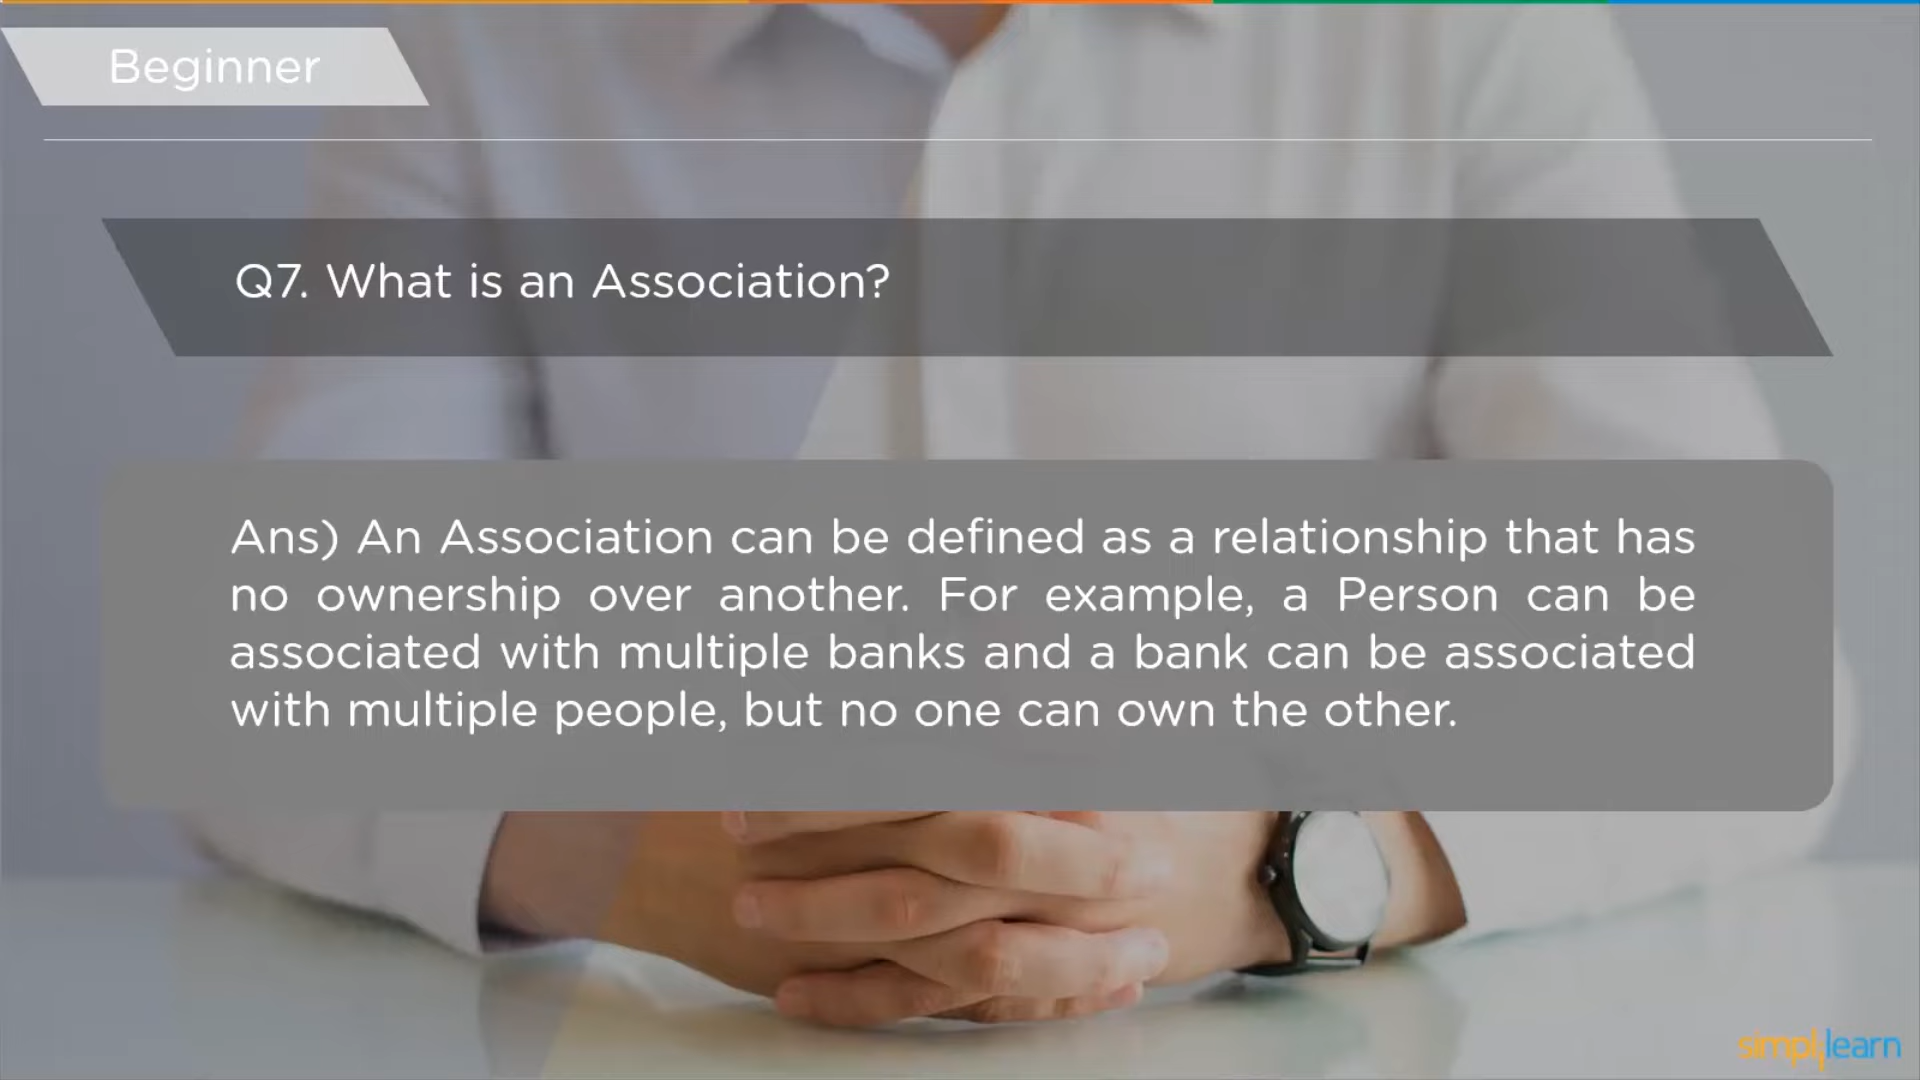 Beginner
Q7. What is an Association?
Ans) An Association can be defined as a relationship that has
no ownership over another. For example, a Person can be
associated with multiple banks and a bank can be associated
with multiple people, but no one can own the other.
simplilearn